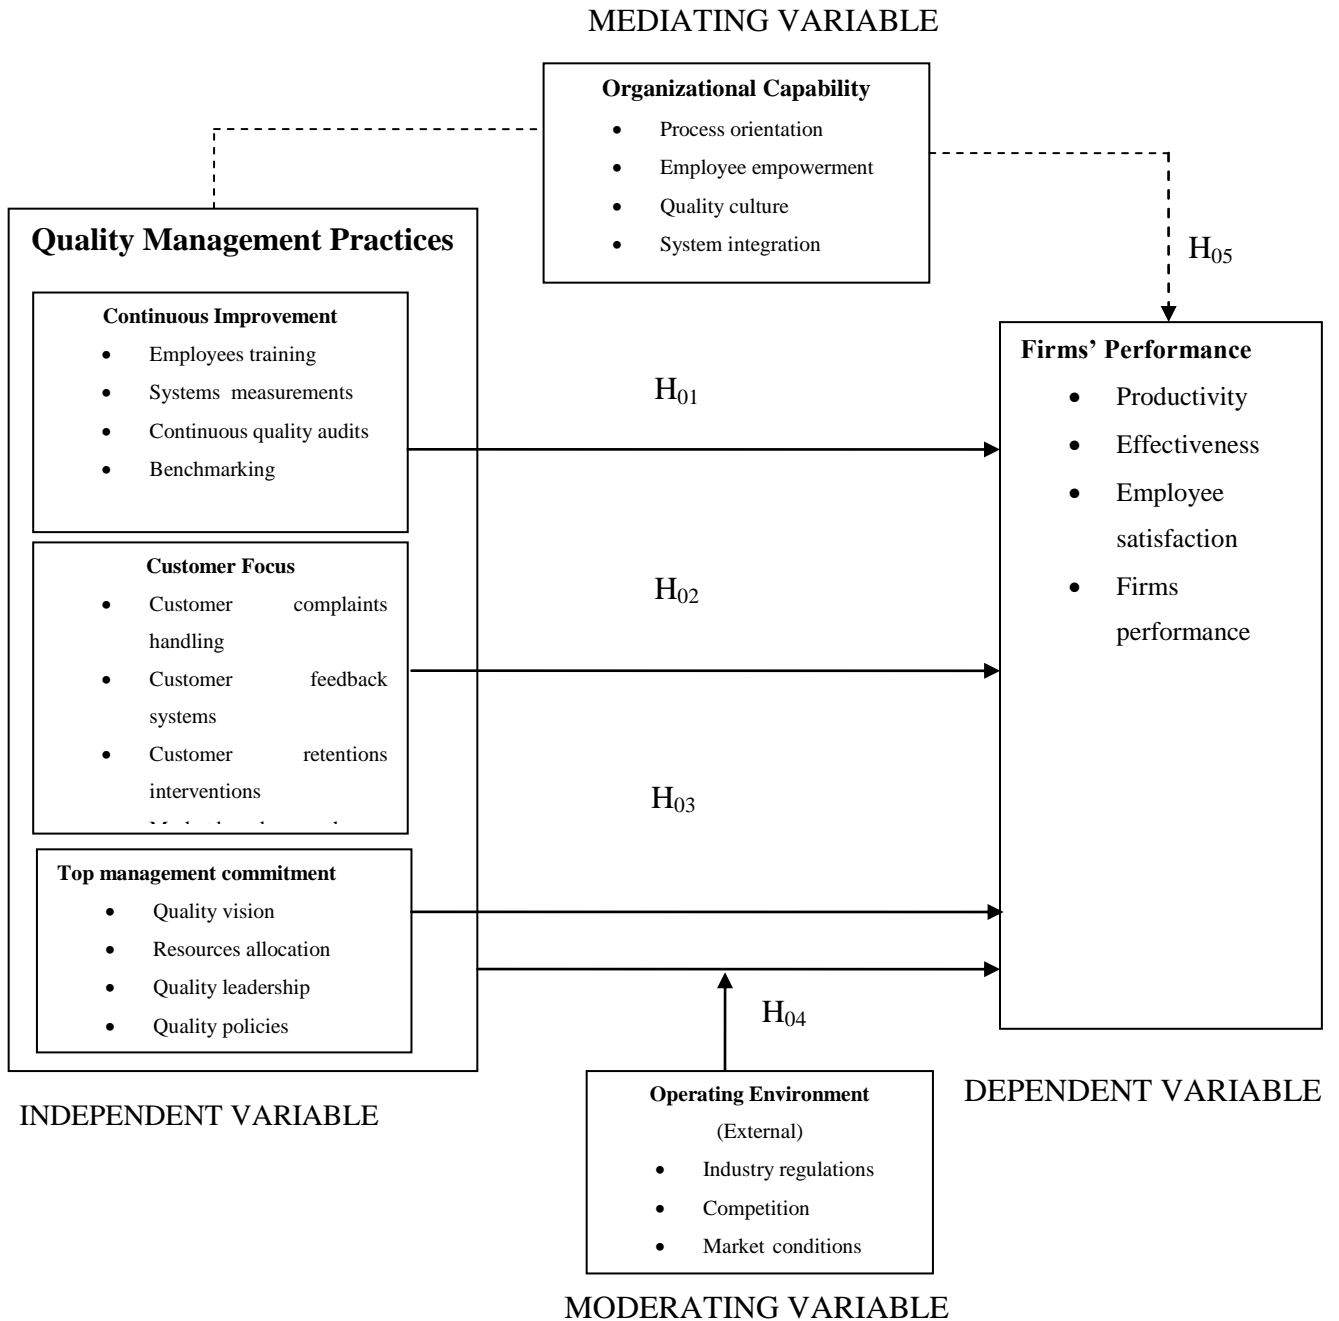 MEDIATING VARIABLE
Organizational Capability
• Process orientation
• Employee empowerment
• Quality culture
• System integration
H05
Quality Management Practices
Continuous Improvement
• Employees training
• Systems measurements
• Continuous quality audits
• Benchmarking
H01
Customer Focus
• Customer complaints
handling
• Customer feedback
systems
• Customer retentions
interventions
H02
H03
Top management commitment
• Quality vision
• Resources allocation
• Quality leadership
• Quality policies
H04
Firms’ Performance
• Productivity
• Effectiveness
• Employee
satisfaction
• Firms
performance
INDEPENDENT VARIABLE
DEPENDENT VARIABLE
Operating Environment
(External)
• Industry regulations
• Competition
• Market conditions
MODERATING VARIABLE